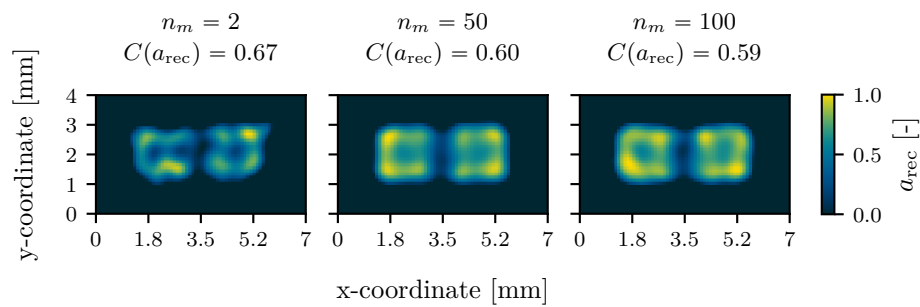 n_m = 2
C(a_rec) = 0.67
n_m = 50
C(a_rec) = 0.60
n_m = 100
C(a_rec) = 0.59
y-coordinate [mm]
4
3
2
1
0
0 1.8 3.5 5.2 7
0 1.8 3.5 5.2 7
0 1.8 3.5 5.2 7
x-coordinate [mm]
1.0
0.5
0.0
a_rec [-]